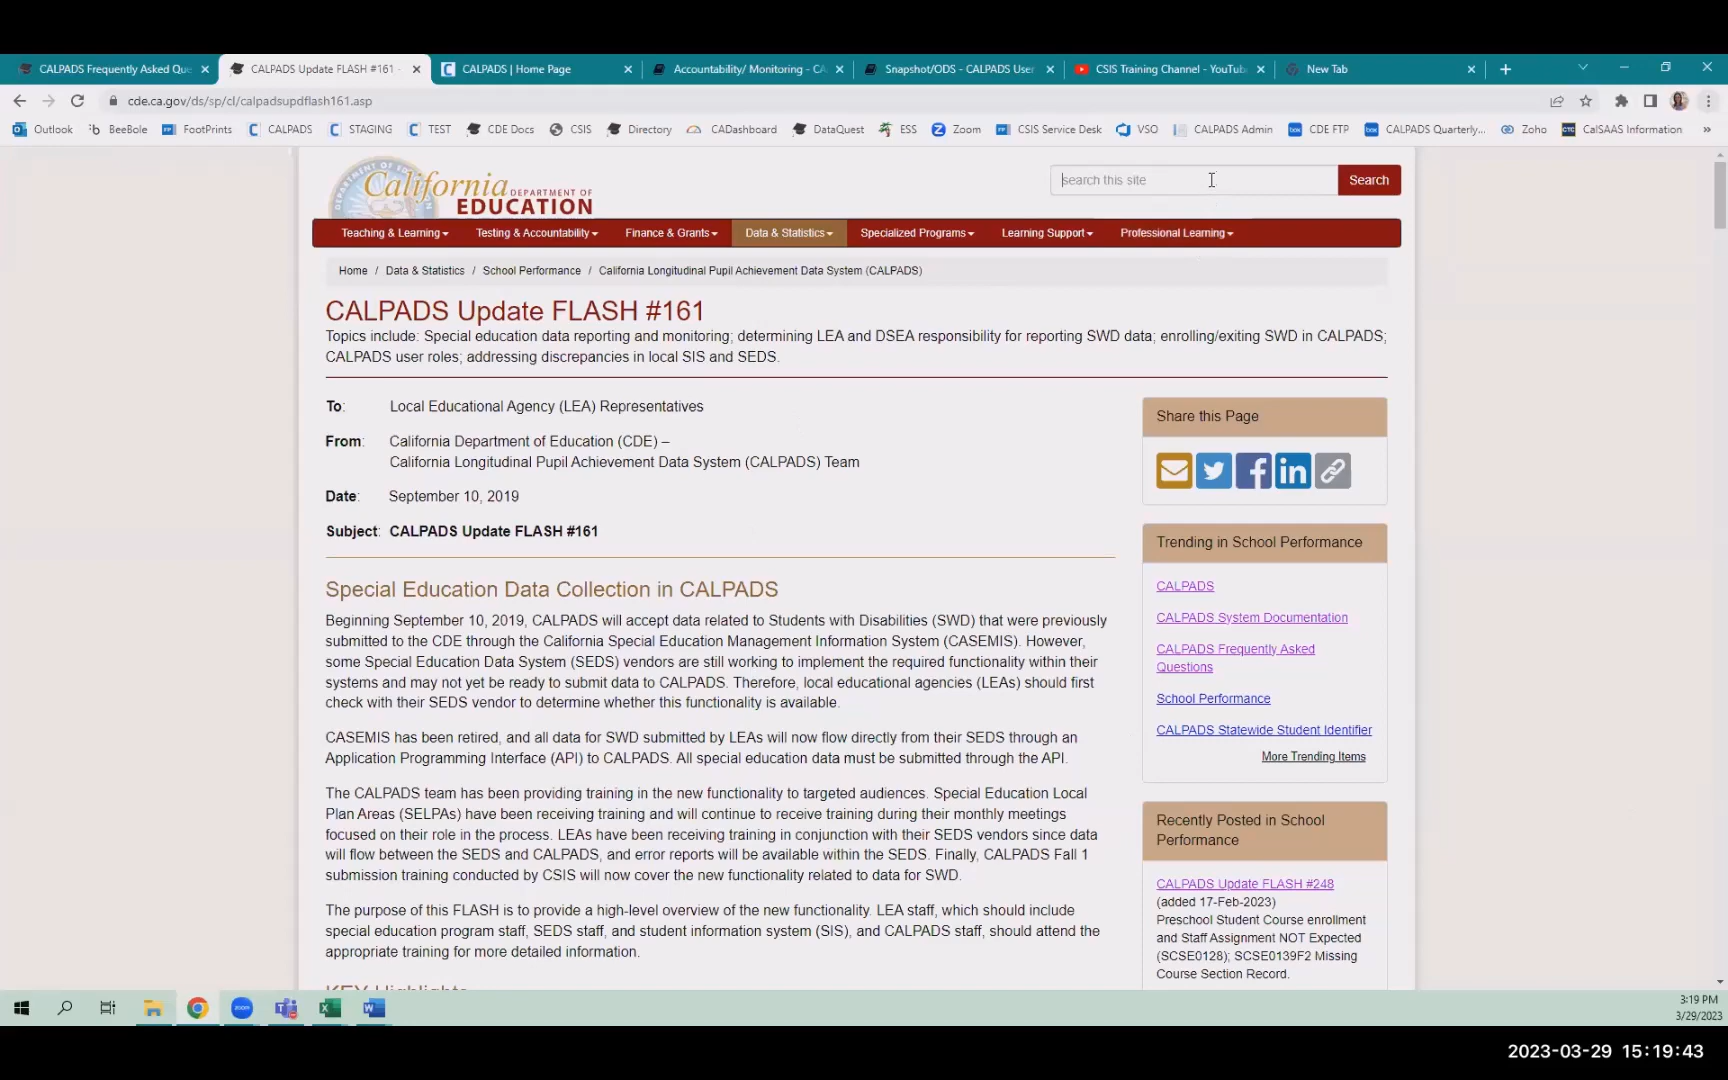 CALPADS Frequently Asked Que
CALPADS Update FLASH #161 -
CALPADS | Home Page
Accountability/ Monitoring - CA
Snapshot/ODS - CALPADS User
CSIS Training Channel - YouTub
New Tab
cde.ca.gov/ds/sp/cl/calpadsupdflash161.asp
Outlook
BeeBole
FootPrints
CALPADS
STAGING
TEST
CDE Docs
CSIS
Directory
CADashboard
DataQuest
ESS
Zoom
CSIS Service Desk
VSO
CALPADS Admin
CDE FTP
CALPADS Quarterly...
Zoho
CalSAAS Information
California DEPARTMENT OF
EDUCATION
search this site
Search
Teaching & Learning
Testing & Accountability
Finance & Grants
Data & Statistics
Specialized Programs
Learning Support
Professional Learning
Home / Data & Statistics / School Performance / California Longitudinal Pupil Achievement Data System (CALPADS)
CALPADS Update FLASH #161
Topics include: Special education data reporting and monitoring; determining LEA and DSEA responsibility for reporting SWD data; enrolling/exiting SWD in CALPADS;
CALPADS user roles; addressing discrepancies in local SIS and SEDS.
To: Local Educational Agency (LEA) Representatives
From: California Department of Education (CDE) –
California Longitudinal Pupil Achievement Data System (CALPADS) Team
Date: September 10, 2019
Subject: CALPADS Update FLASH #161
Special Education Data Collection in CALPADS
Beginning September 10, 2019, CALPADS will accept data related to Students with Disabilities (SWD) that were previously
submitted to the CDE through the California Special Education Management Information System (CASEMIS). However,
some Special Education Data System (SEDS) vendors are still working to implement the required functionality within their
systems and may not yet be ready to submit data to CALPADS. Therefore, local educational agencies (LEAs) should first
check with their SEDS vendor to determine whether this functionality is available.
CASEMIS has been retired, and all data for SWD submitted by LEAs will now flow directly from their SEDS through an
Application Programming Interface (API) to CALPADS. All special education data must be submitted through the API.
The CALPADS team has been providing training in the new functionality to targeted audiences. Special Education Local
Plan Areas (SELPAs) have been receiving training and will continue to receive training during their monthly meetings
focused on their role in the process. LEAs have been receiving training in conjunction with their SEDS vendors since data
will flow between the SEDS and CALPADS, and error reports will be available within the SEDS. Finally, CALPADS Fall 1
submission training conducted by CSIS will now cover the new functionality related to data for SWD.
The purpose of this FLASH is to provide a high-level overview of the new functionality. LEA staff, which should include
special education program staff, SEDS staff, and student information system (SIS), and CALPADS staff, should attend the
appropriate training for more detailed information.
KEY Highlights
Share this Page
Trending in School Performance
CALPADS
CALPADS System Documentation
CALPADS Frequently Asked
Questions
School Performance
CALPADS Statewide Student Identifier
More Trending Items
Recently Posted in School
Performance
CALPADS Update FLASH #248
(added 17-Feb-2023)
Preschool Student Course enrollment
and Staff Assignment NOT Expected
(SCSE0128); SCSE0139F2 Missing
Course Section Record.
3:19 PM
3/29/2023
2023-03-29 15:19:43